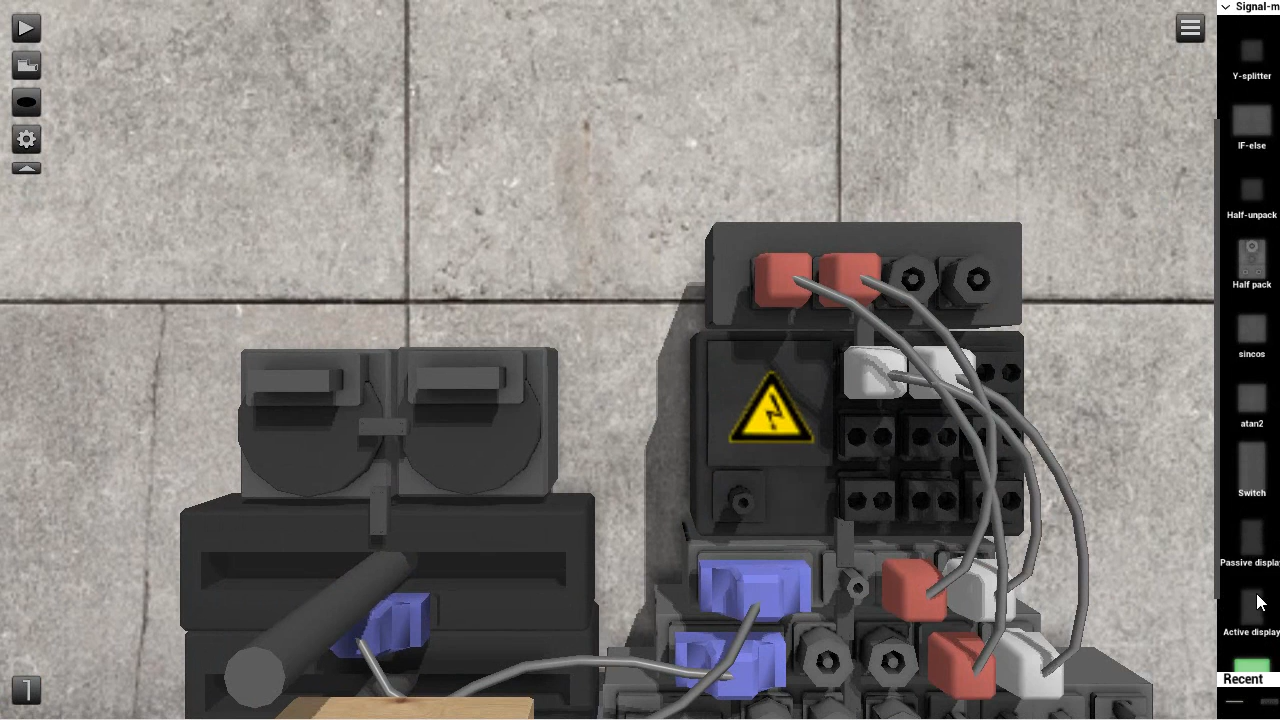 Signal-m
Y-splitter
IF-else
Half-unpack
Half pack
sincos
atan2
Switch
Passive displa
Active display
Recent